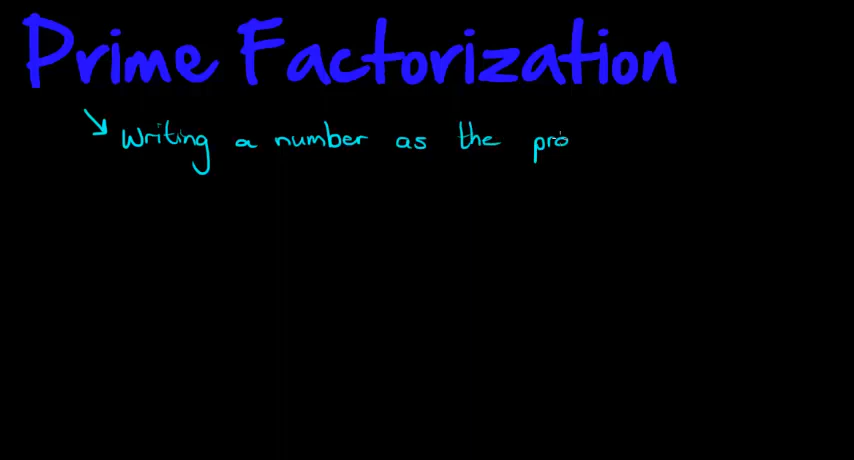 Prime Factorization
Writing a number as the pro